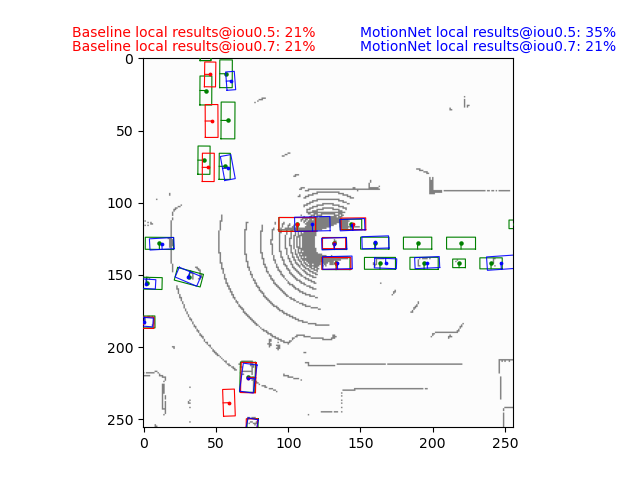 Baseline local results@iou0.5: 21% MotionNet local results@iou0.5: 35%
Baseline local results@iou0.7: 21% MotionNet local results@iou0.7: 21%
0
50
100
150
200
250
0 50 100 150 200 250